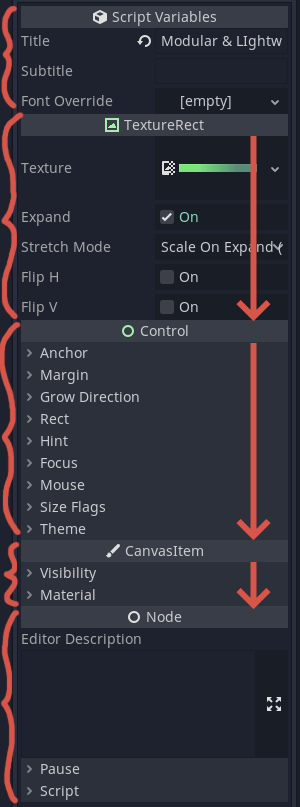 Script Variables
Title Modular & LIghtw
Subtitle
Font Override [empty]
TextureRect
Texture
Expand On
Stretch Mode Scale On Expand (
Flip H On
Flip V On
Control
Anchor
Margin
Grow Direction
Rect
Hint
Focus
Mouse
Size Flags
Theme
CanvasItem
Visibility
Material
Node
Editor Description
Pause
Script